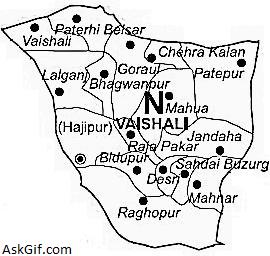 Paterhi Belsar
Vaishali
Chehra Kalan
Goraul
Lalganj
Patepur
Bhagwanpur
N
Mahua
(Hajipur)
VAISHALI
Jandaha
Raja Pakar
Bidupur
Sahdai Buzurg
Desri
Mahnar
Raghopur
AskGif.com